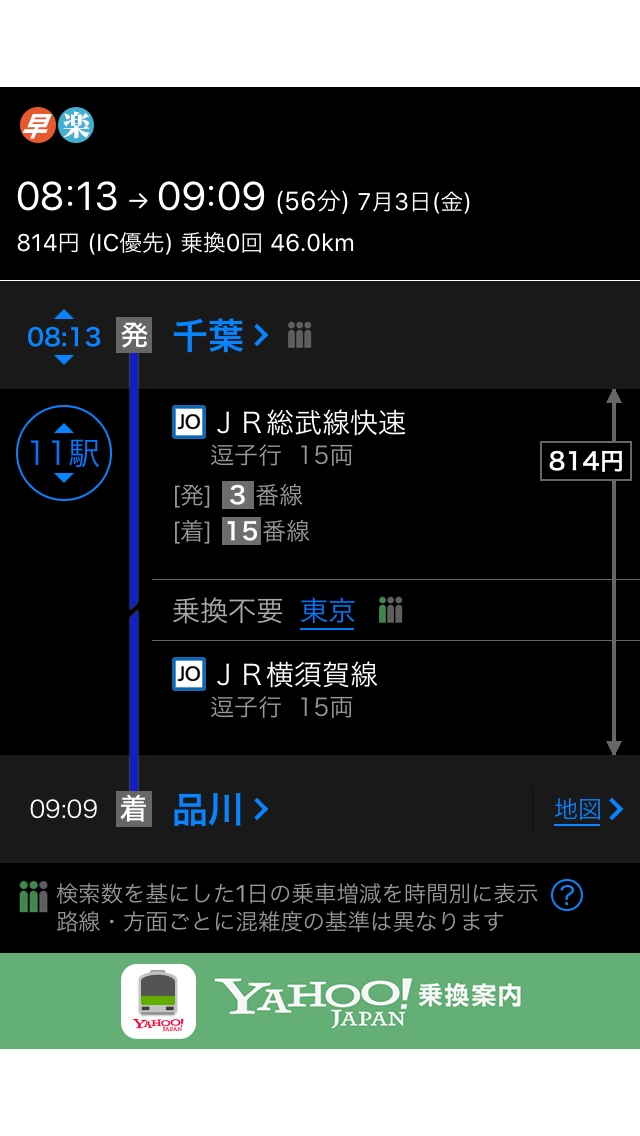 早 楽
08:13 → 09:09 (56分) 7月3日(金)
814円 (IC優先) 乗換0回 46.0km
08:13 発 千葉
11駅
JO ＪＲ総武線快速
逗子行 15両
814円
[発] 3番線
[着] 15番線
乗換不要 東京
JO ＪＲ横須賀線
逗子行 15両
09:09 着 品川 地図
検索数を基にした1日の乗車増減を時間別に表示 ?
路線・方面ごとに混雑度の基準は異なります
YAHOO! JAPAN
YAHOO! JAPAN 乗換案内